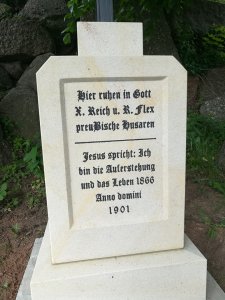 Hier ruhen in Gott
X. Reich u. R. Flex
preußische Husaren
Jesus spricht: Ich
bin die Auferstehung
und das Leben 1866
Anno domini
1901